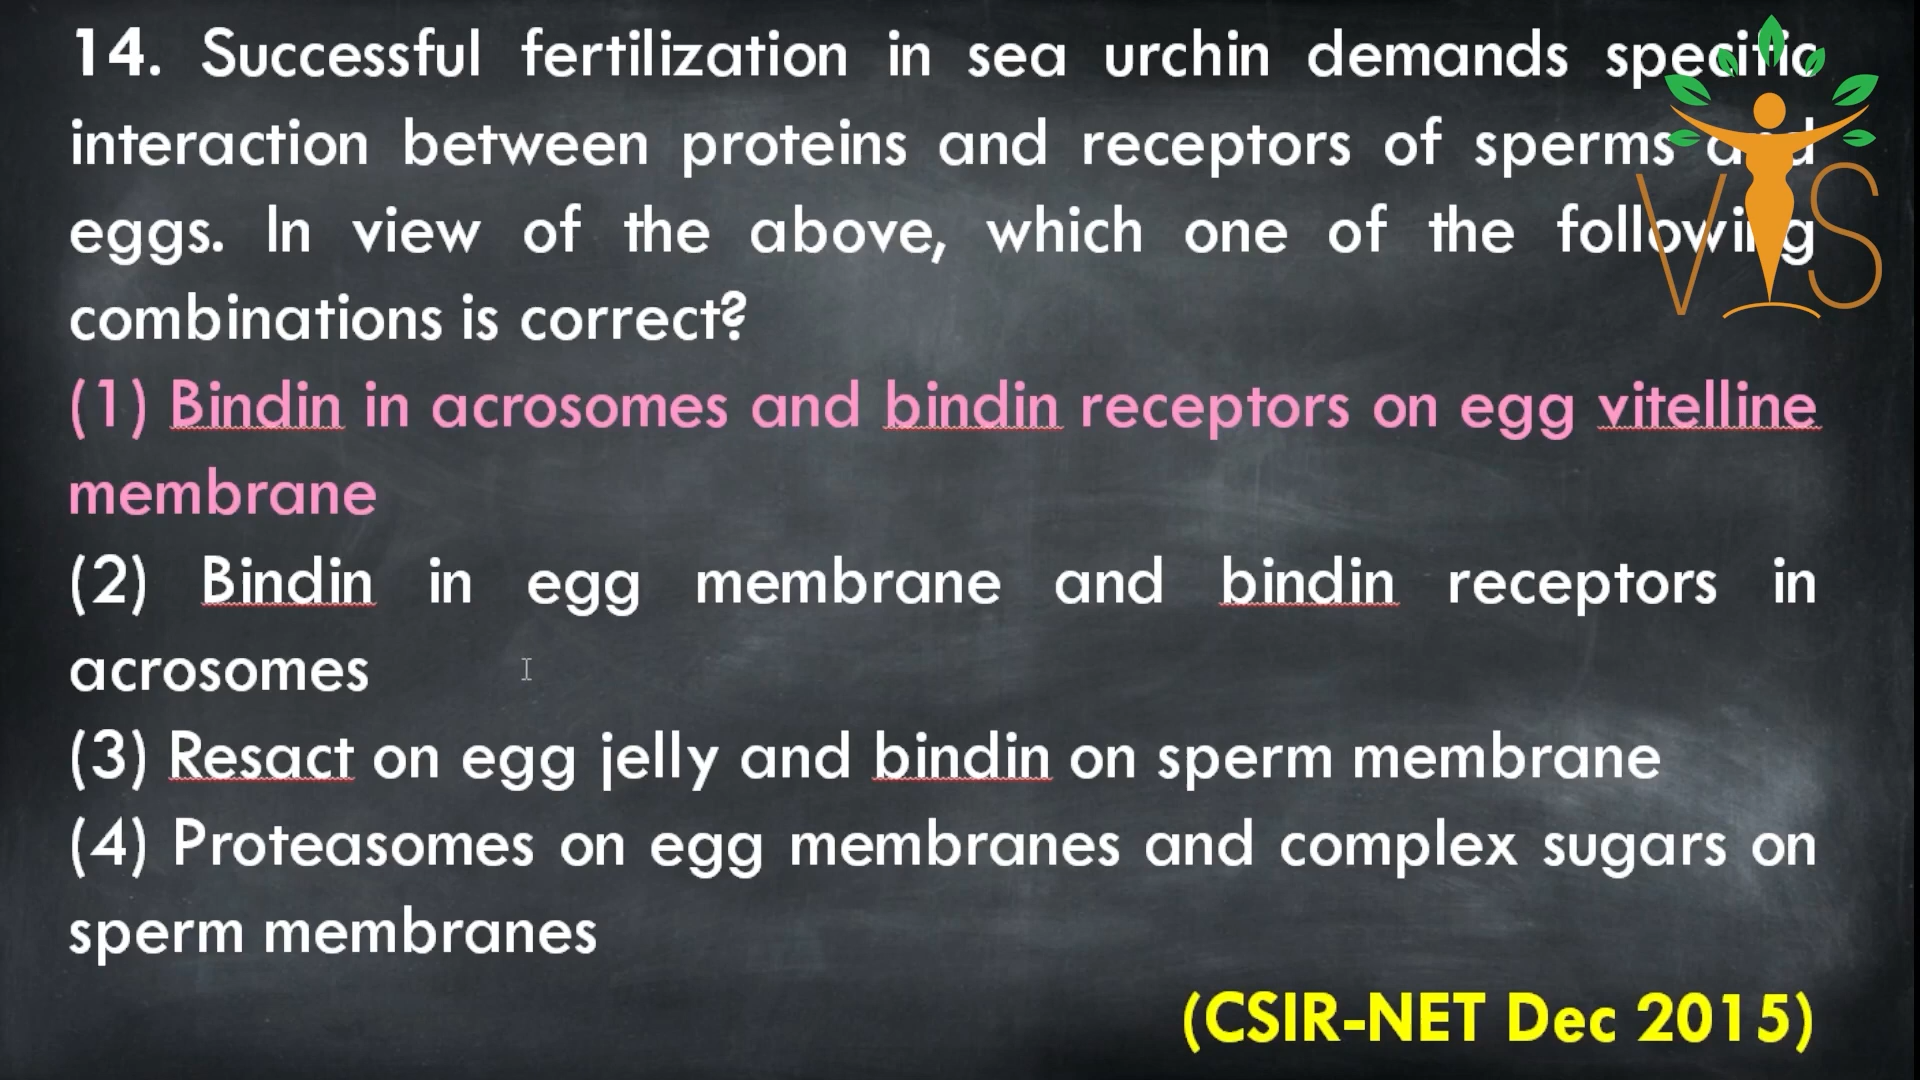 14. Successful fertilization in sea urchin demands specific
interaction between proteins and receptors of sperms and
eggs. In view of the above, which one of the following
combinations is correct?
(1) Bindin in acrosomes and bindin receptors on egg vitelline
membrane
(2) Bindin in egg membrane and bindin receptors in
acrosomes
(3) Resact on egg jelly and bindin on sperm membrane
(4) Proteasomes on egg membranes and complex sugars on
sperm membranes
(CSIR-NET Dec 2015)
V S